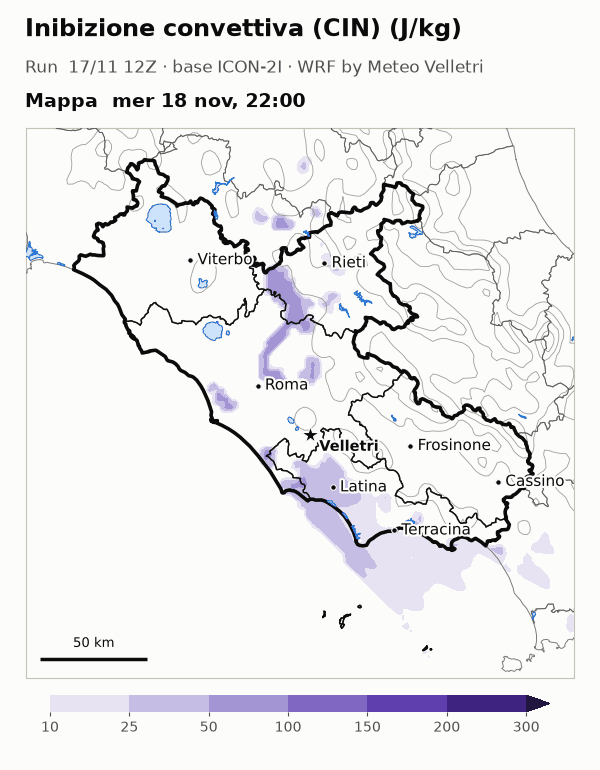 Inibizione convettiva (CIN) (J/kg)
Run  17/11 12Z · base ICON-2I · WRF by Meteo Velletri
Mappa  mer 18 nov, 22:00
Viterbo
Rieti
Roma
Velletri
Frosinone
Cassino
Latina
Terracina
50 km
10 25 50 100 150 200 300